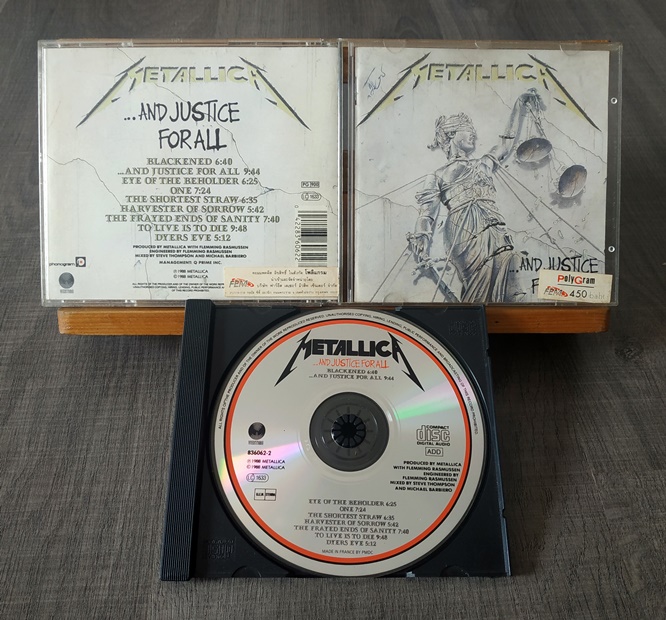 METALLICA
...AND JUSTICE
FOR ALL
BLACKENED 6:40
...AND JUSTICE FOR ALL 9:44
EYE OF THE BEHOLDER 6:25
ONE 7:24
THE SHORTEST STRAW 6:35
HARVESTER OF SORROW 5:42
THE FRAYED ENDS OF SANITY 7:40
TO LIVE IS TO DIE 9:48
DYERS EVE 5:12
PRODUCED BY METALLICA WITH FLEMMING RASMUSSEN
ENGINEERED BY FLEMMING RASMUSSEN
MIXED BY STEVE THOMPSON AND MICHAEL BARBIERO
MANAGEMENT: Q PRIME INC.
phonogram
℗ 1988 METALLICA
© 1988 METALLICA
LC 1633
METALLICA
...AND JUSTICE
F
PolyGram
450
METALLICA
...AND JUSTICE FOR ALL
BLACKENED 6:40
...AND JUSTICE FOR ALL 9:44
836062-2
℗ 1988 METALLICA
© 1988 METALLICA
LC 1633
COMPACT
disc
DIGITAL AUDIO
ADD
PRODUCED BY METALLICA
WITH FLEMMING RASMUSSEN
ENGINEERED BY
FLEMMING RASMUSSEN
MIXED BY STEVE THOMPSON
AND MICHAEL BARBIERO
EYE OF THE BEHOLDER 6:25
ONE 7:24
THE SHORTEST STRAW 6:35
HARVESTER OF SORROW 5:42
THE FRAYED ENDS OF SANITY 7:40
TO LIVE IS TO DIE 9:48
DYERS EVE 5:12
MADE IN FRANCE BY PMDC